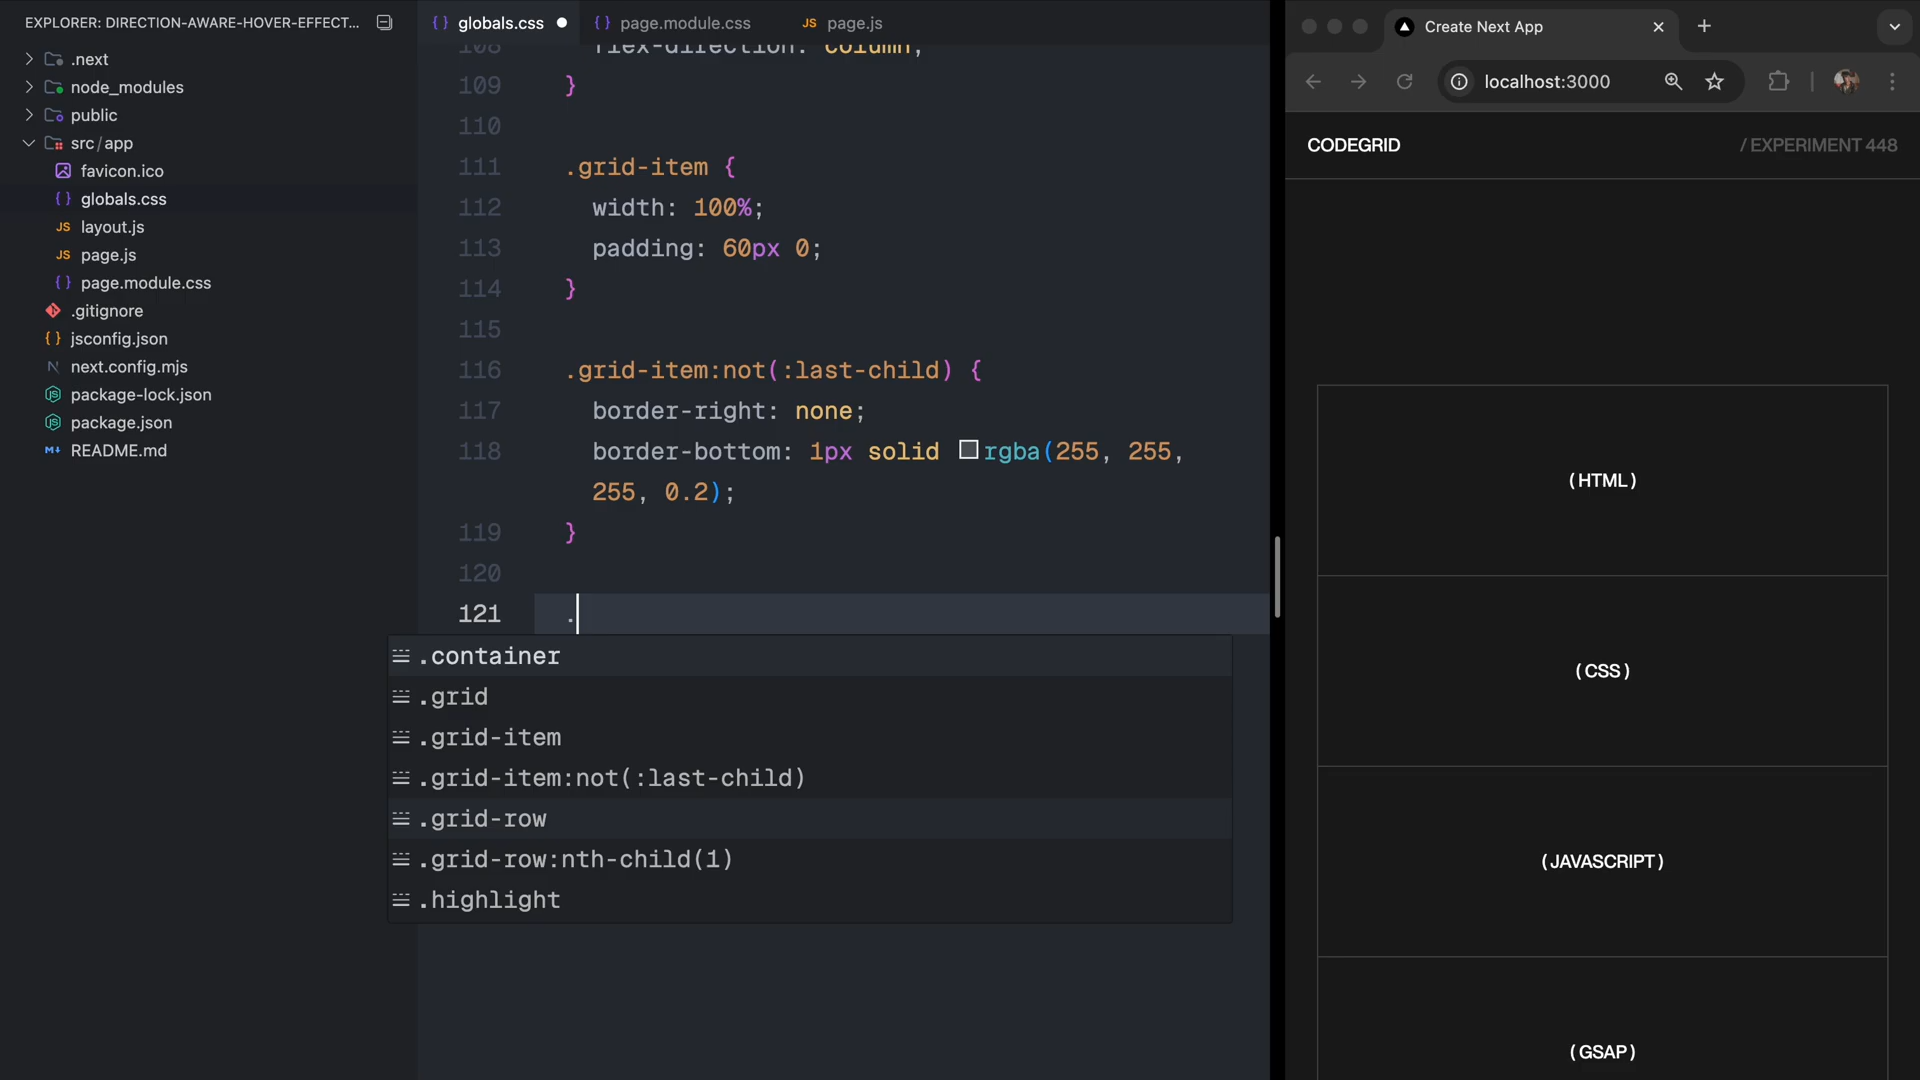 EXPLORER: DIRECTION-AWARE-HOVER-EFFECT...
.next
node_modules
public
src/app
favicon.ico
globals.css
layout.js
page.js
page.module.css
.gitignore
jsconfig.json
next.config.mjs
package-lock.json
package.json
README.md
globals.css
page.module.css
JS page.js
108 flex-direction: column;
109 }
110
111 .grid-item {
112 width: 100%;
113 padding: 60px 0;
114 }
115
116 .grid-item:not(:last-child) {
117 border-right: none;
118 border-bottom: 1px solid rgba(255, 255,
255, 0.2);
119 }
120
121 .
.container
.grid
.grid-item
.grid-item:not(:last-child)
.grid-row
.grid-row:nth-child(1)
.highlight
Create Next App
localhost:3000
CODEGRID
/ EXPERIMENT 448
( HTML )
( CSS )
( JAVASCRIPT )
( GSAP )